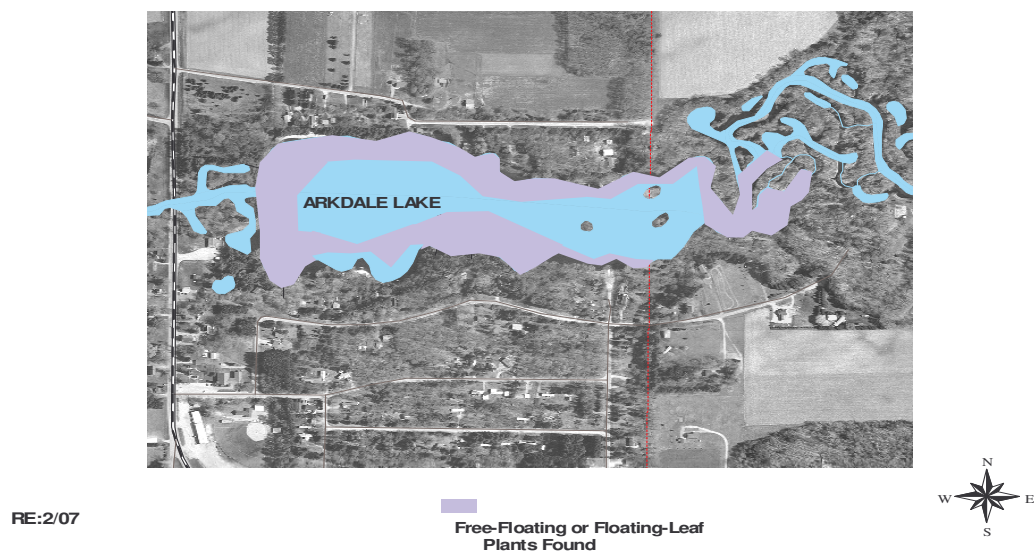 ARKDALE LAKE
N
W E
S
RE:2/07
Free-Floating or Floating-Leaf
Plants Found